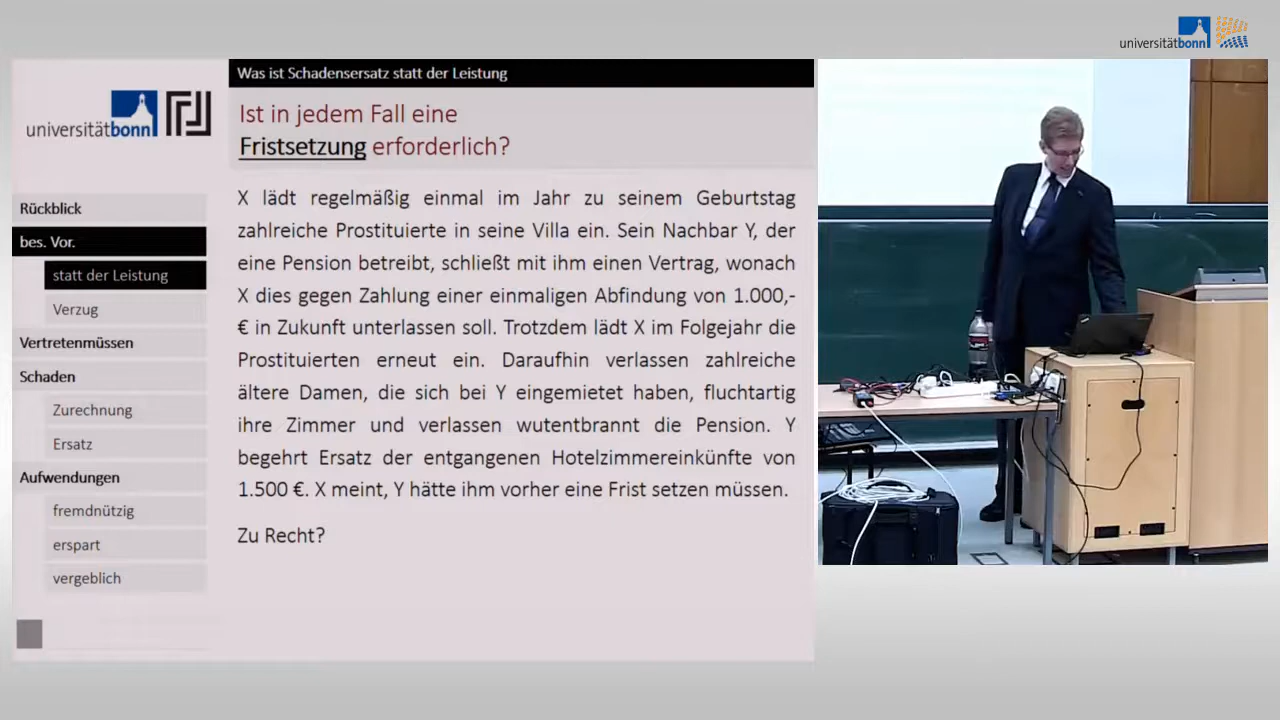 universitätbonn
universitätbonn
Was ist Schadensersatz statt der Leistung
Ist in jedem Fall eine
Fristsetzung erforderlich?
Rückblick
bes. Vor.
statt der Leistung
Verzug
Vertretenmüssen
Schaden
Zurechnung
Ersatz
Aufwendungen
fremdnützig
erspart
vergeblich
X lädt regelmäßig einmal im Jahr zu seinem Geburtstag
zahlreiche Prostituierte in seine Villa ein. Sein Nachbar Y, der
eine Pension betreibt, schließt mit ihm einen Vertrag, wonach
X dies gegen Zahlung einer einmaligen Abfindung von 1.000,-
€ in Zukunft unterlassen soll. Trotzdem lädt X im Folgejahr die
Prostituierten erneut ein. Daraufhin verlassen zahlreiche
ältere Damen, die sich bei Y eingemietet haben, fluchtartig
ihre Zimmer und verlassen wutentbrannt die Pension. Y
begehrt Ersatz der entgangenen Hotelzimmereinkünfte von
1.500 €. X meint, Y hätte ihm vorher eine Frist setzen müssen.
Zu Recht?